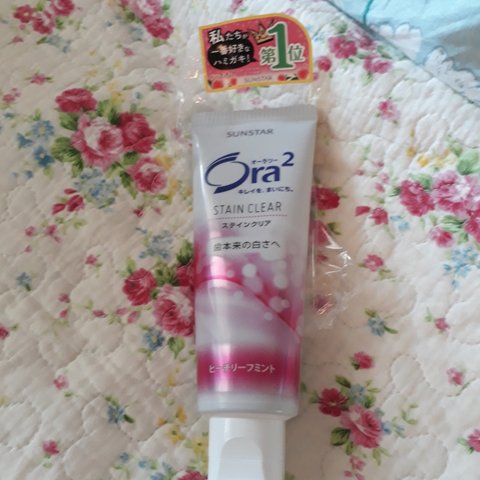 私たちが
一番好きな
ハミガキ!
第1位
SUNSTAR
SUNSTAR
オーラツー
Ora²
キレイを、まいにち。
STAIN CLEAR
ステインクリア
歯本来の白さへ
ピーチリーフミント